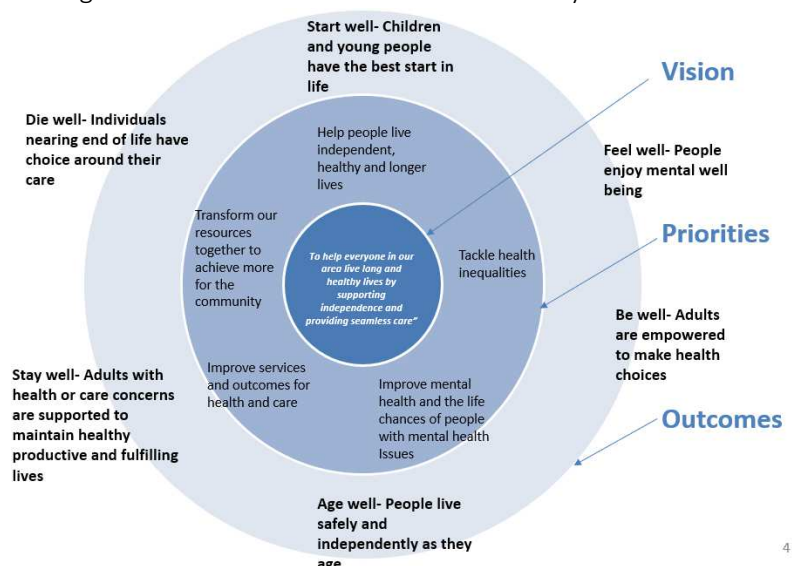 Start well- Children
and young people
have the best start in
life
Vision
Die well- Individuals
nearing end of life have
choice around their
care
Help people live
independent,
healthy and longer
lives
Feel well- People
enjoy mental well
being
Transform our
resources
together to
achieve more
for the
community
Priorities
To help everyone in our
area live long and
healthy lives by
supporting
independence and
providing seamless care"
Tackle health
inequalities
Be well- Adults
are empowered
to make health
choices
Stay well- Adults with
health or care concerns
are supported to
maintain healthy
productive and fulfilling
lives
Improve services
and outcomes for
health and care
Improve mental
health and the life
chances of people
with mental health
Issues
Outcomes
Age well- People live
safely and
independently as they
age
4